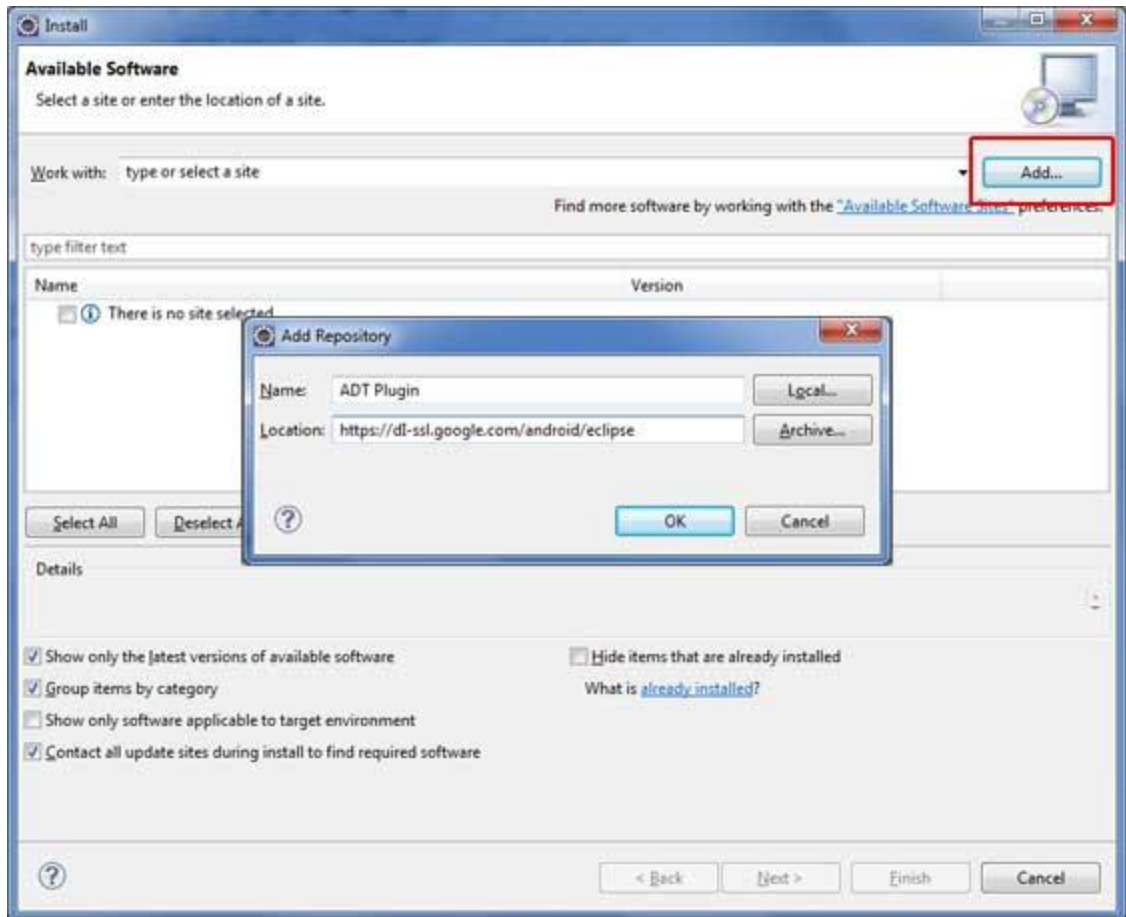 Install
Available Software
Select a site or enter the location of a site.
Work with: type or select a site
Add...
Find more software by working with the "Available Software Sites" preferences.
type filter text
Name Version
There is no site selected
Add Repository
Name: ADT Plugin Local...
Location: https://dl-ssl.google.com/android/eclipse Archive...
OK Cancel
Select All Deselect A
Details
Show only the latest versions of available software
Hide items that are already installed
Group items by category
What is already installed?
Show only software applicable to target environment
Contact all update sites during install to find required software
< Back Next > Finish Cancel